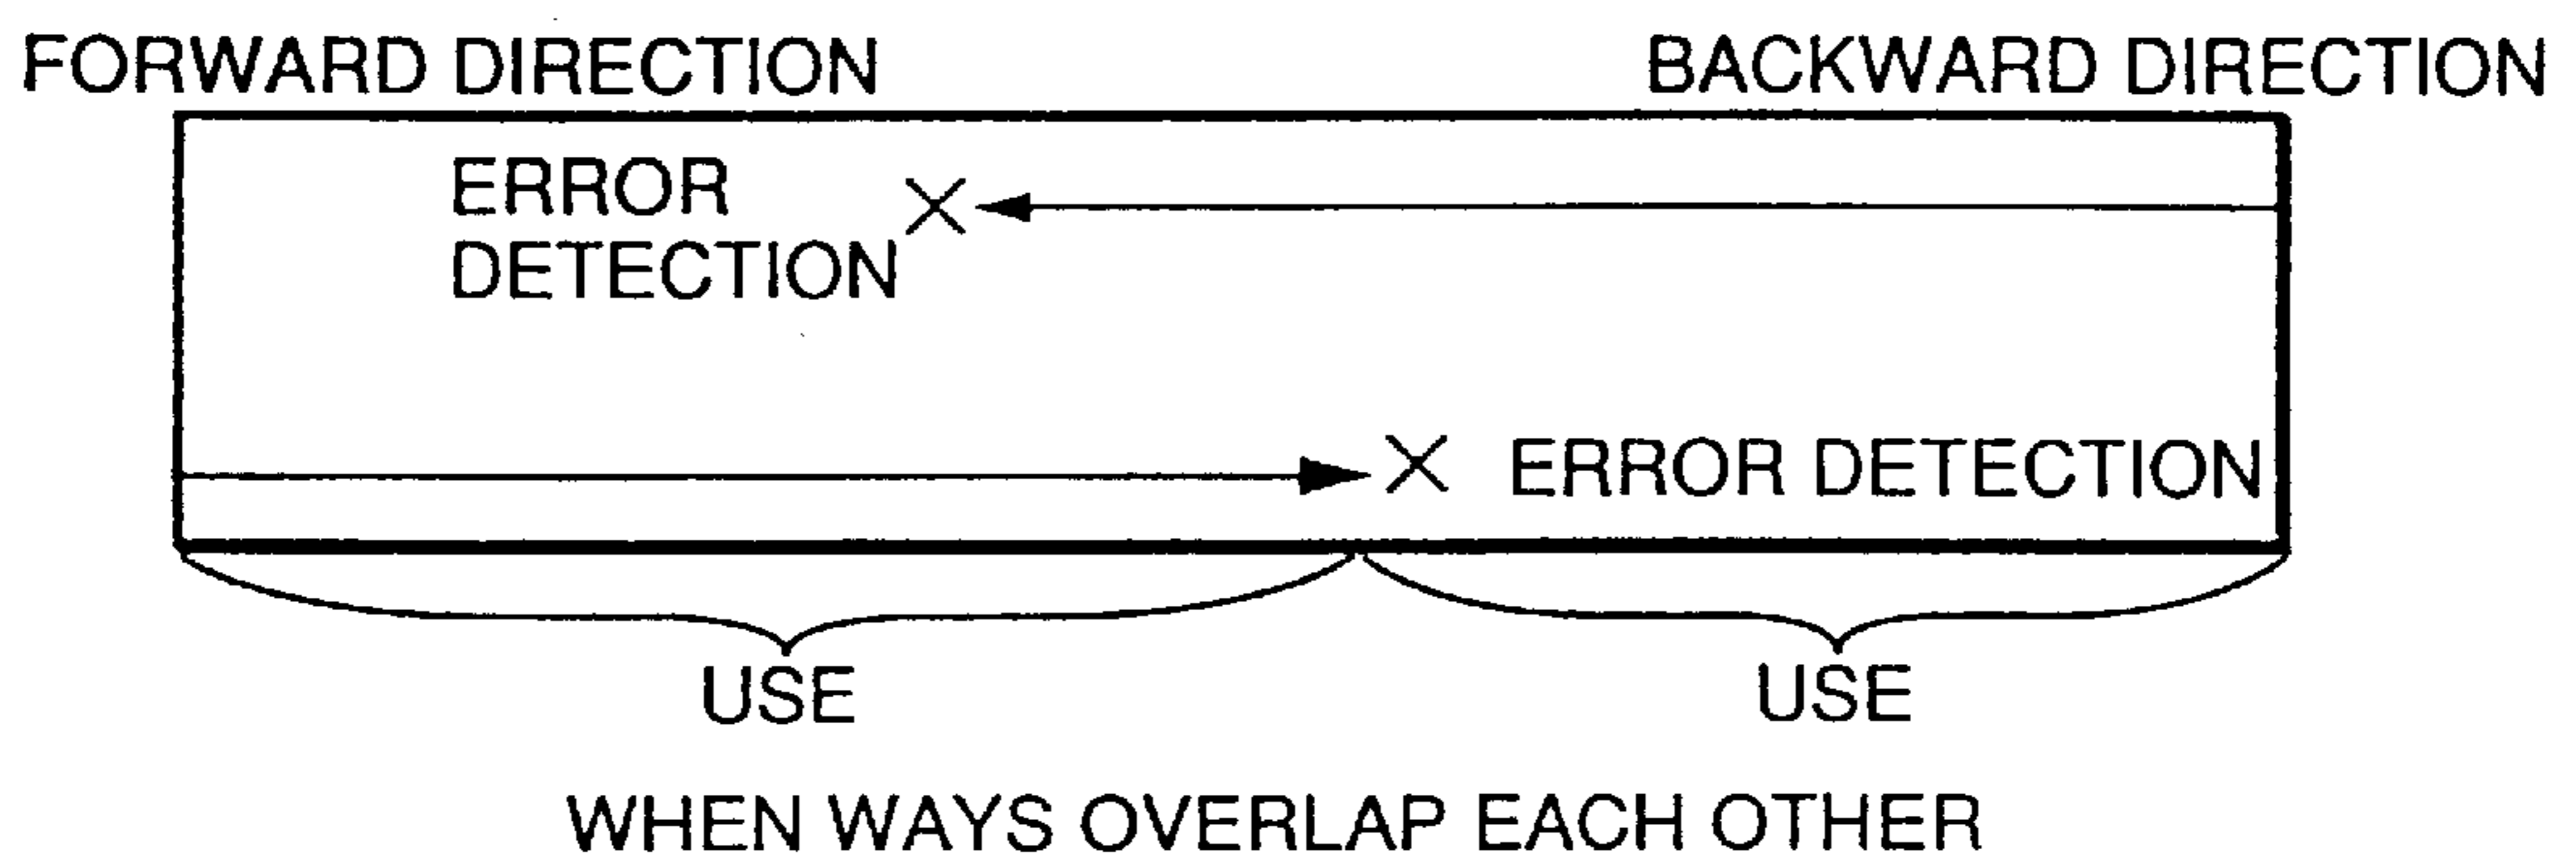 FORWARD DIRECTION
BACKWARD DIRECTION
ERROR
DETECTION
ERROR DETECTION
USE
USE
WHEN WAYS OVERLAP EACH OTHER